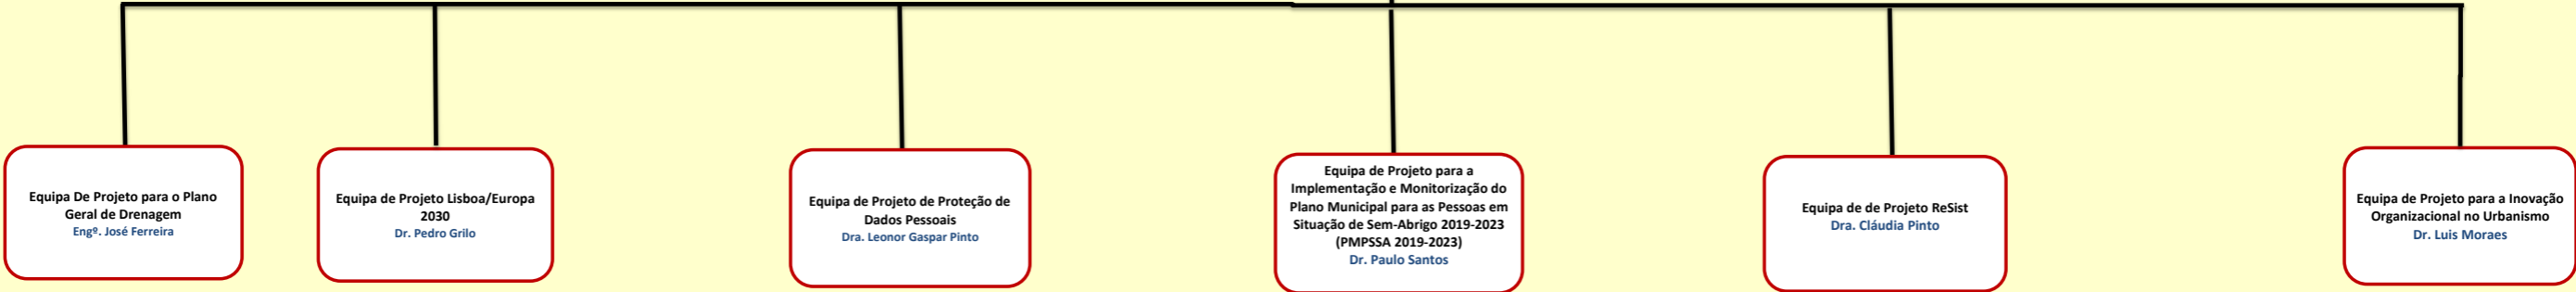 Equipa De Projeto para o Plano
Geral de Drenagem
Engº. José Ferreira
Equipa de Projeto Lisboa/Europa
2030
Dr. Pedro Grilo
Equipa de Projeto de Proteção de
Dados Pessoais
Dra. Leonor Gaspar Pinto
Equipa de Projeto para a
Implementação e Monitorização do
Plano Municipal para as Pessoas em
Situação de Sem-Abrigo 2019-2023
(PMPSSA 2019-2023)
Dr. Paulo Santos
Equipa de de Projeto ReSist
Dra. Cláudia Pinto
Equipa de Projeto para a Inovação
Organizacional no Urbanismo
Dr. Luis Moraes